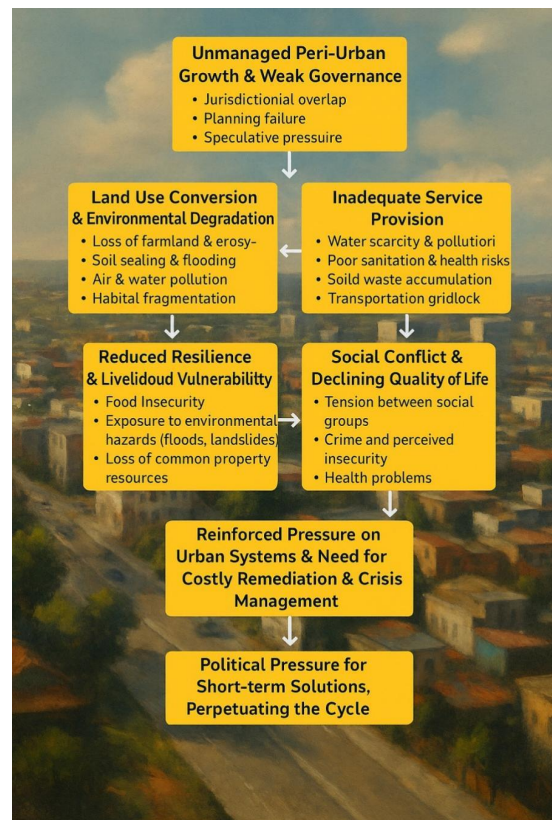 Unmanaged Peri-Urban
Growth & Weak Governance
• Jurisdictionial overlap
• Planning failure
• Speculative pressuire
Land Use Conversion
& Environmental Degradation
• Loss of farmland & erosy-
• Soil sealing & flooding
• Air & water pollution
• Habital fragmentation
Inadequate Service
Provision
• Water scarcity & pollutiori
• Poor sanitation & health risks
• Soild waste accumulation
• Transportation gridlock
Reduced Resilience
& Livelidoud Vulnerabilitty
• Food Insecurity
• Exposure to environmental
hazards (floods, landslides)
• Loss of common property
resources
Social Conflict &
Declining Quality of Life
• Tension between social
groups
• Crime and perceived
insecurity
• Health problems
Reinforced Pressure on
Urban Systems & Need for
Costly Remediation & Crisis
Management
Political Pressure for
Short-term Solutions,
Perpetuating the Cycle